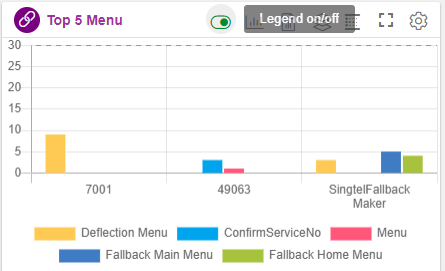 Top 5 Menu
Legend on/off
30
25
20
15
10
5
0
7001
49063
SingtelFallback
Maker
Deflection Menu
ConfirmServiceNo
Menu
Fallback Main Menu
Fallback Home Menu